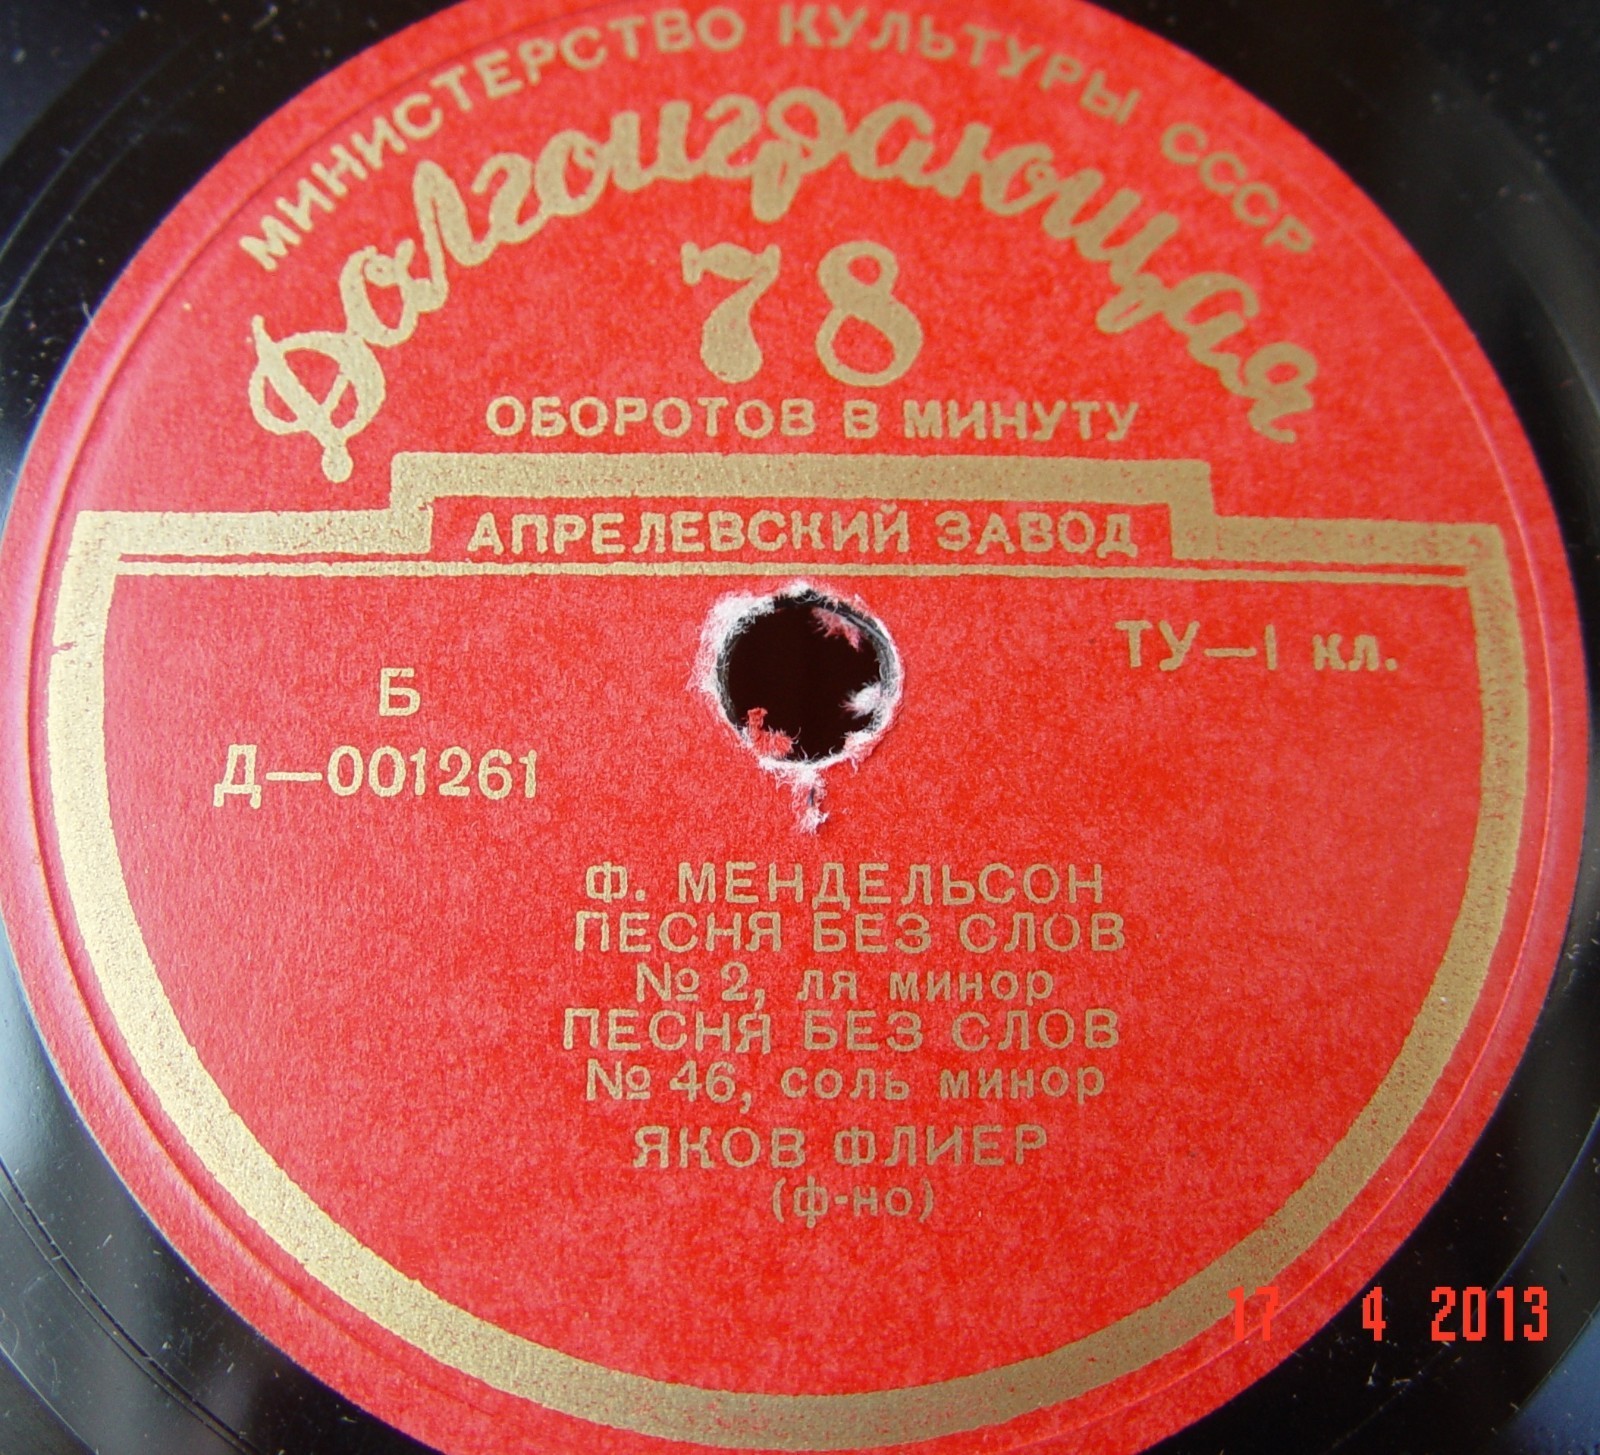 МИНИСТЕРСТВО КУЛЬТУРЫ СССР
Долгоиграющая
78
ОБОРОТОВ В МИНУТУ
АПРЕЛЕВСКИЙ ЗАВОД
ТУ—I кл.
Б
Д—001261
Ф. МЕНДЕЛЬСОН
ПЕСНЯ БЕЗ СЛОВ
№ 2, ля минор
ПЕСНЯ БЕЗ СЛОВ
№ 46, соль минор
ЯКОВ ФЛИЕР
(ф-но)
17 4 2013